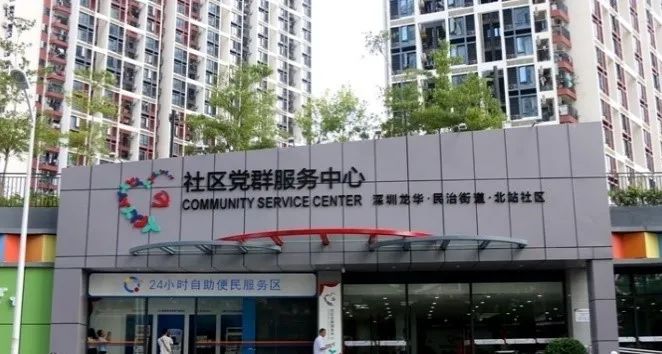 社区党群服务中心
COMMUNITY SERVICE CENTER 深圳龙华·民治街道·北站社区
24小时自助便民服务区